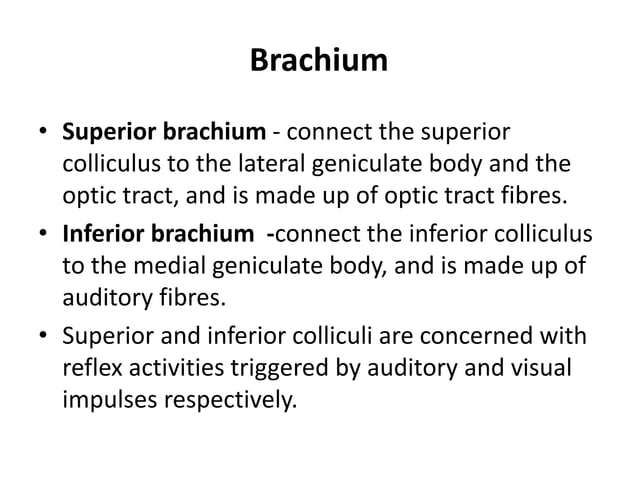 Brachium
• Superior brachium - connect the superior
colliculus to the lateral geniculate body and the
optic tract, and is made up of optic tract fibres.
• Inferior brachium  -connect the inferior colliculus
to the medial geniculate body, and is made up of
auditory fibres.
• Superior and inferior colliculi are concerned with
reflex activities triggered by auditory and visual
impulses respectively.